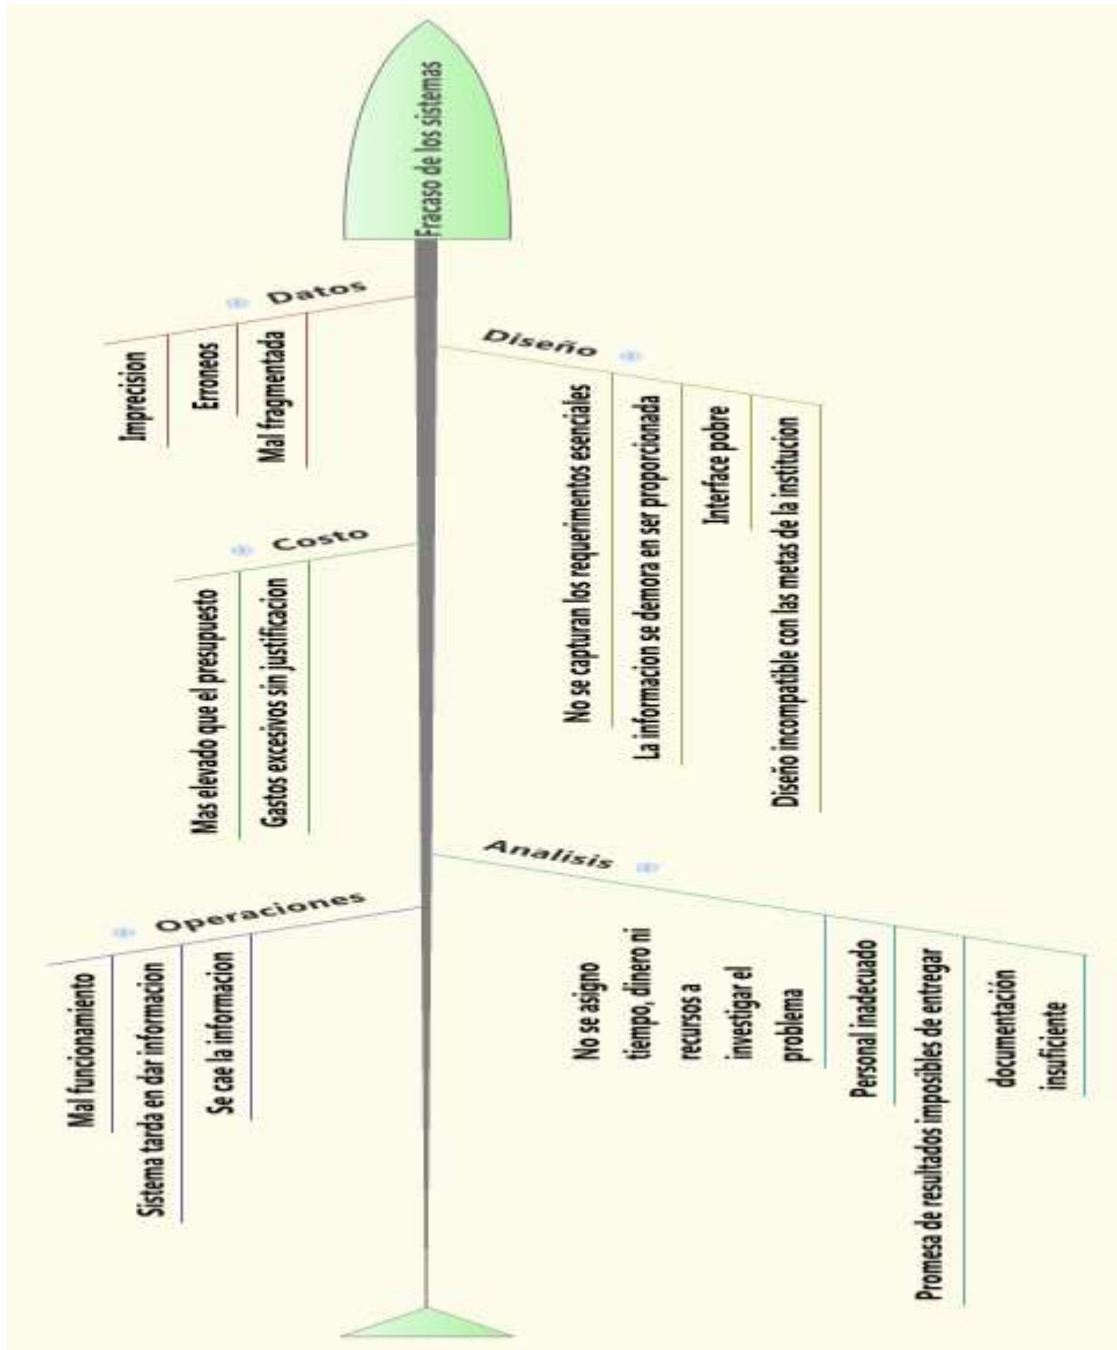 Fracaso de los sistemas
Datos
Imprecision
Erroneos
Mal fragmentada
Costo
Mas elevado que el presupuesto
Gastos excesivos sin justificacion
Operaciones
Mal funcionamiento
Sistema tarda en dar informacion
Se cae la informacion
Diseño
No se capturan los requerimentos esenciales
La informacion se demora en ser proporcionada
Interface pobre
Diseño incompatible con las metas de la institucion
Analisis
No se asigno
tiempo, dinero ni
recursos a
investigar el
problema
Personal inadecuado
Promesa de resultados imposibles de entregar
documentación
insuficiente